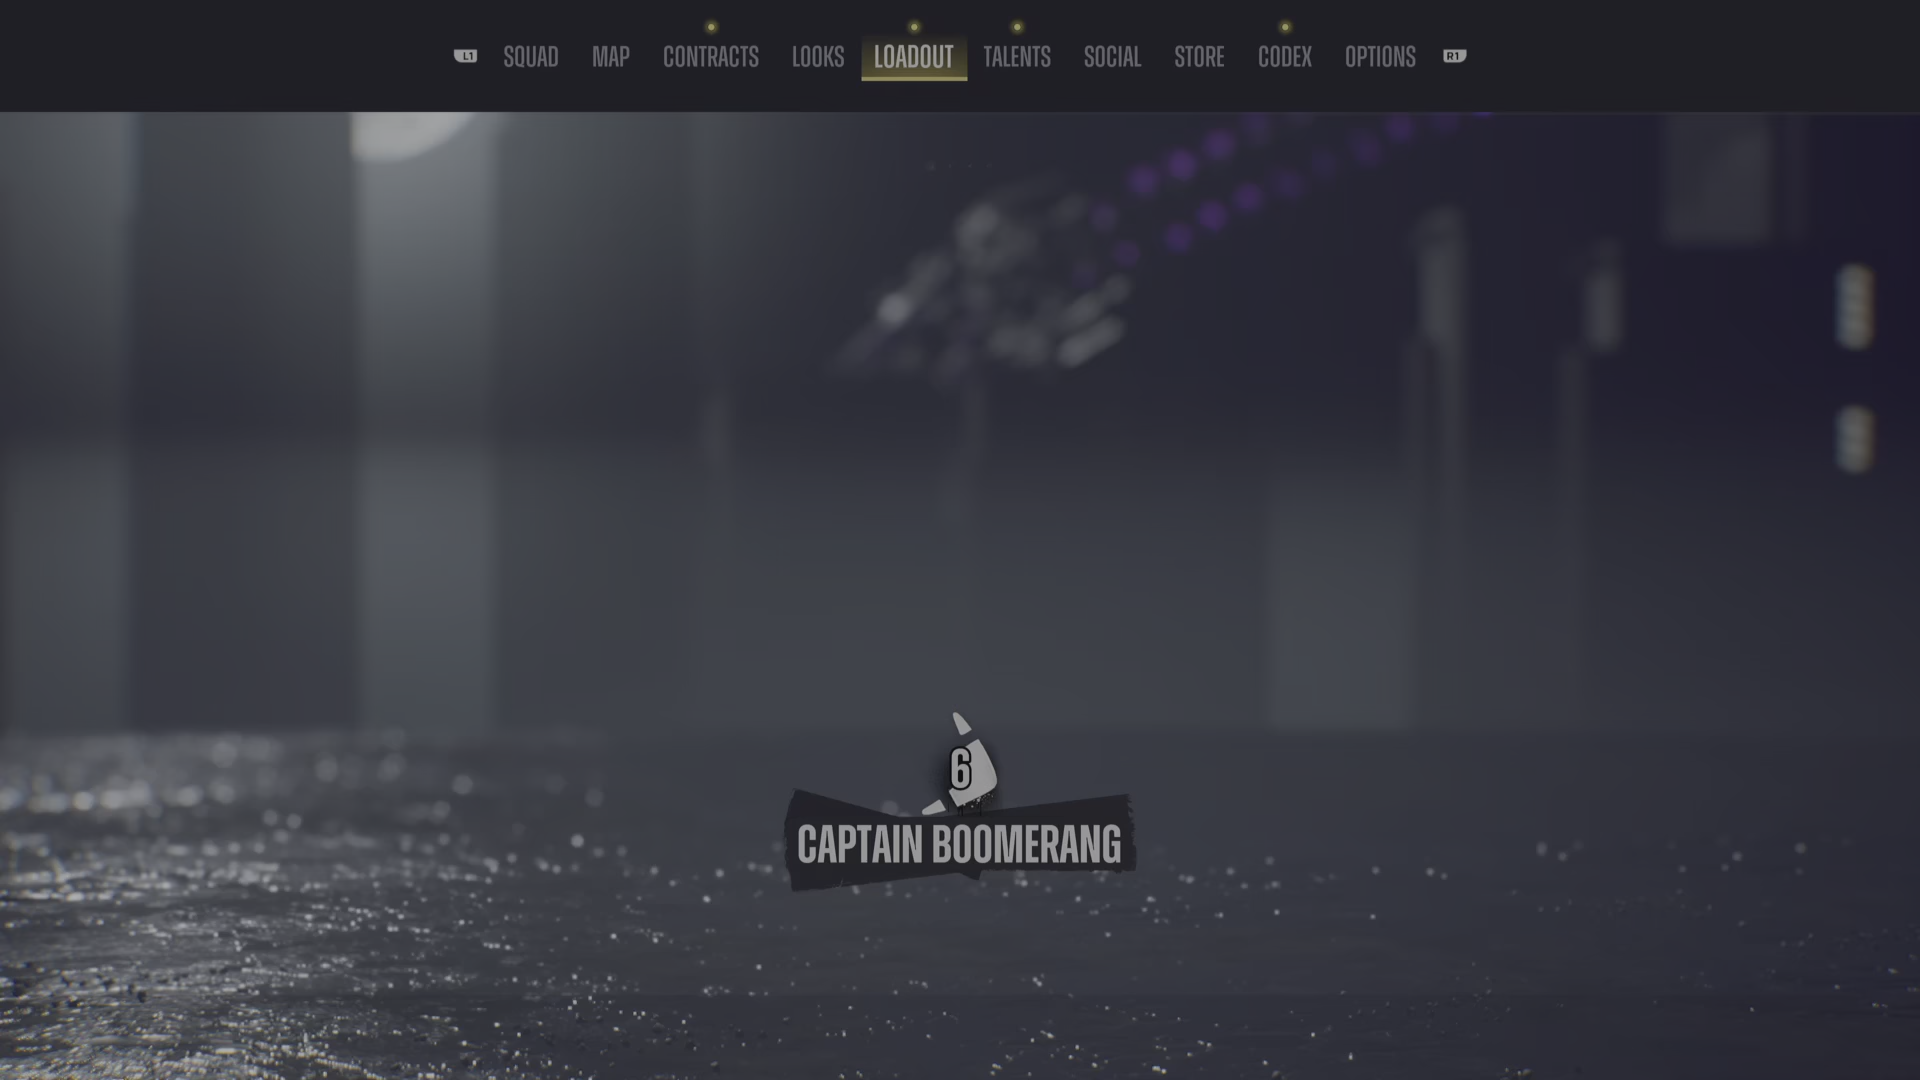 L1 SQUAD MAP CONTRACTS LOOKS LOADOUT TALENTS SOCIAL STORE CODEX OPTIONS R1
6
CAPTAIN BOOMERANG